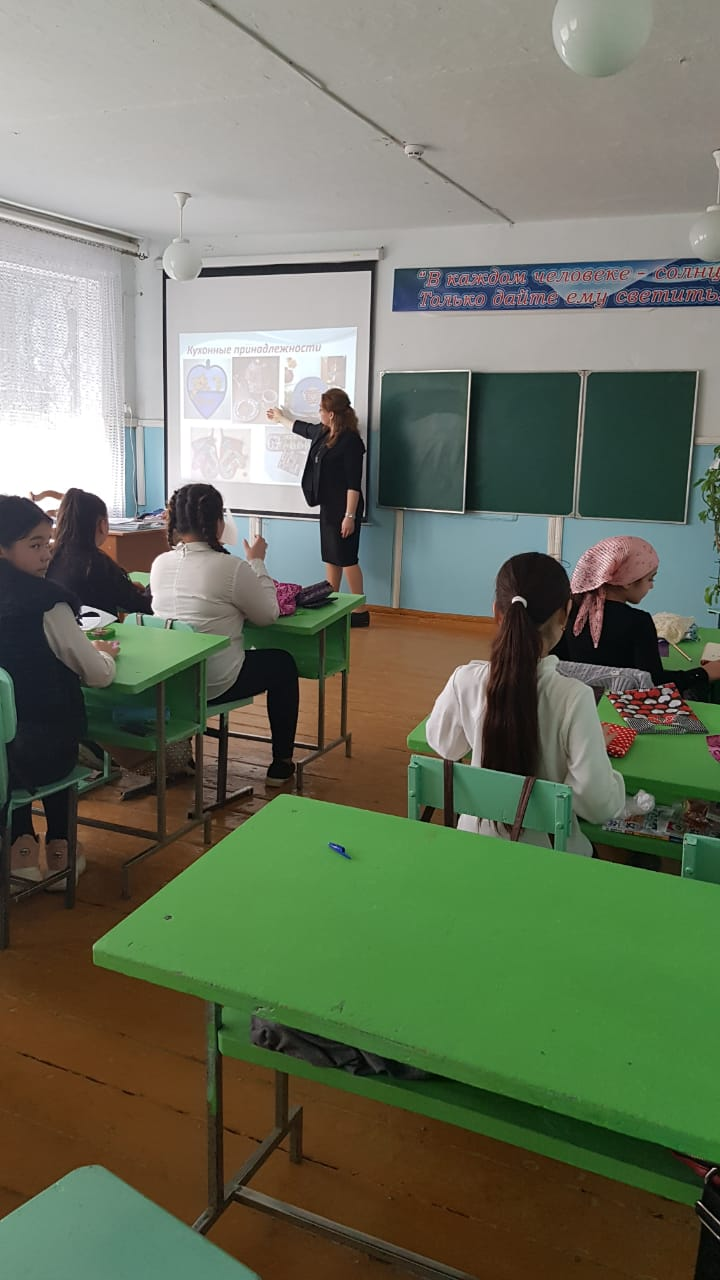 "В каждом человеке - солнц
Только дайте ему светить
Кухонные принадлежности